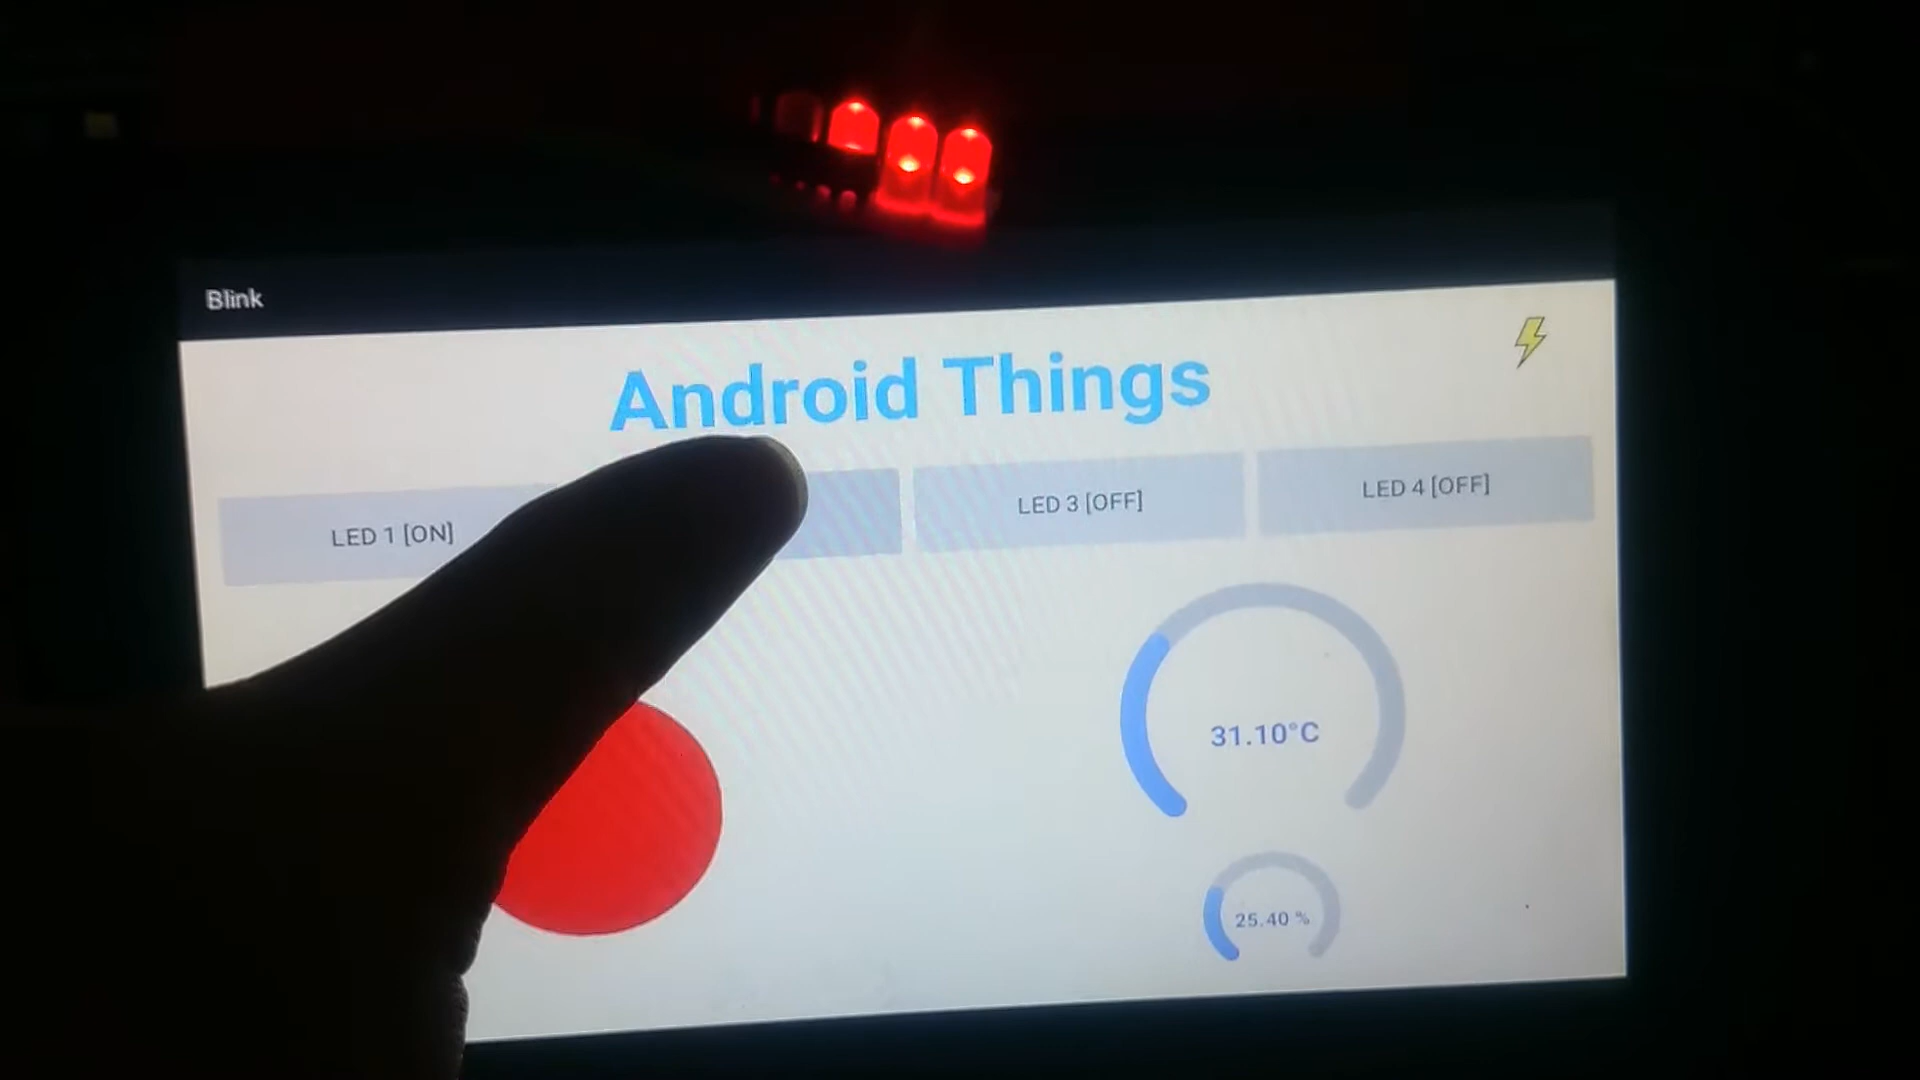 Blink
Android Things
LED 1 [ON]
LED 3 [OFF]
LED 4 [OFF]
31.10°C
25.40 %